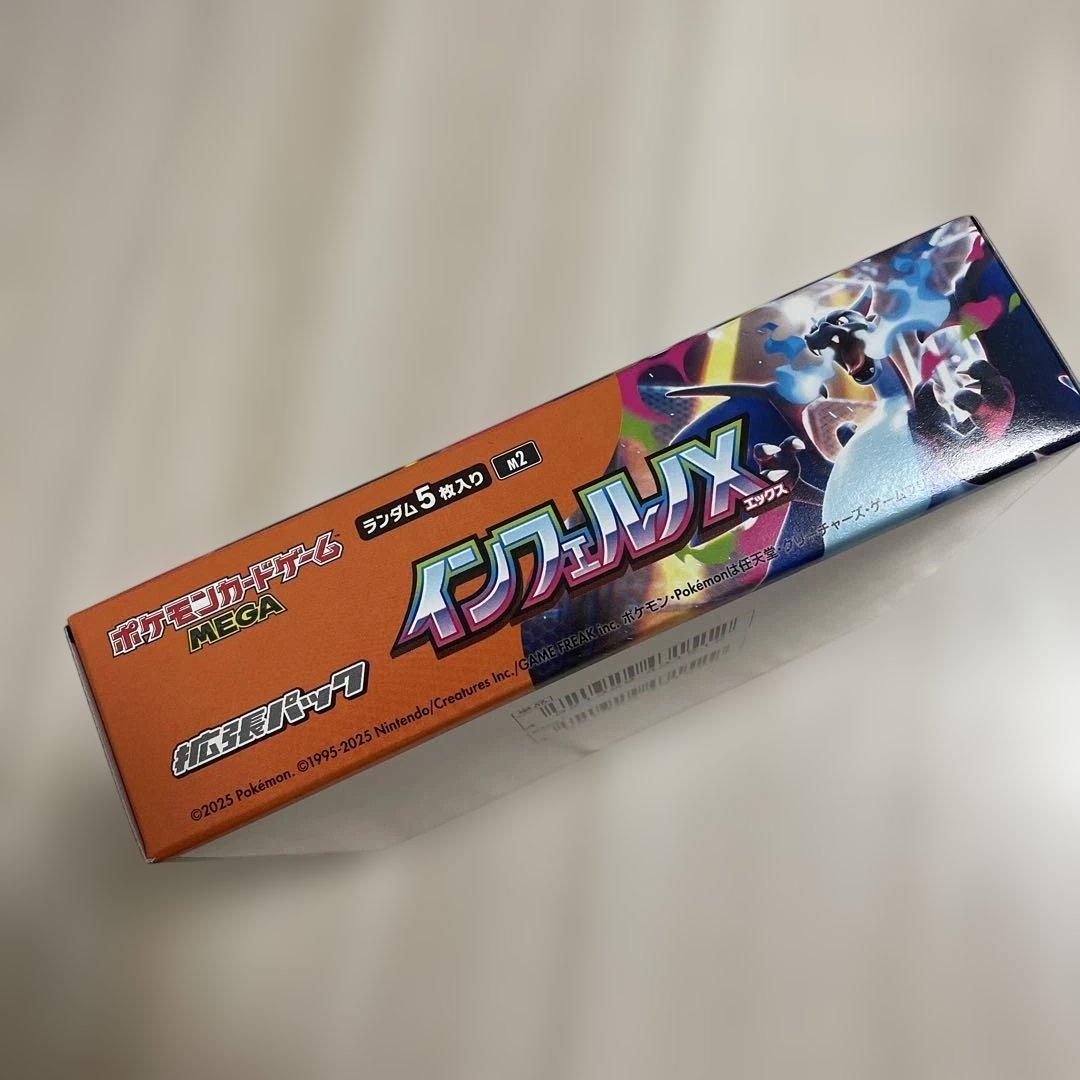 ポケモンカードゲーム
MEGA
拡張パック
ランダム5枚入り
M2
インフェルノX
エックス
©2025 Pokémon. ©1995-2025 Nintendo/Creatures Inc./GAME FREAK inc. ポケモン・Pokémonは任天堂・クリーチャーズ・ゲームフリ